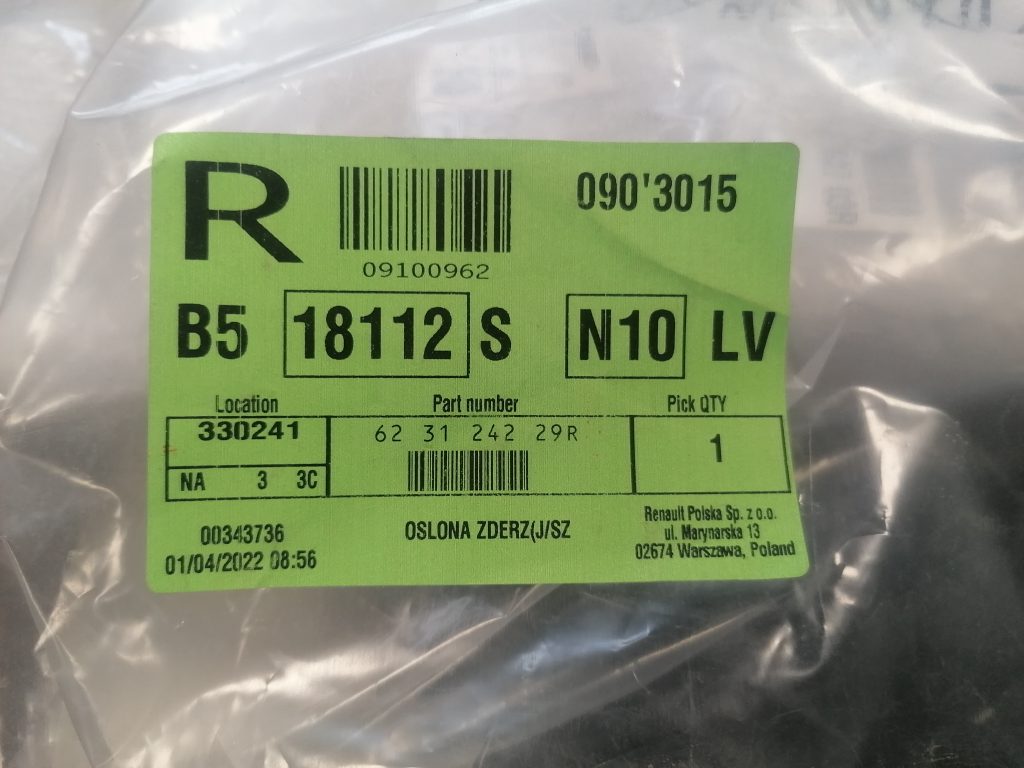 R
090'3015
09100962
B5 18112 S N10 LV
Location Part number Pick QTY
330241 62 31 242 29R 1
NA 3 3C
00343736
01/04/2022 08:56
OSLONA ZDERZ(J/SZ
Renault Polska Sp. z o.o.
ul. Marynarska 13
02674 Warszawa, Poland